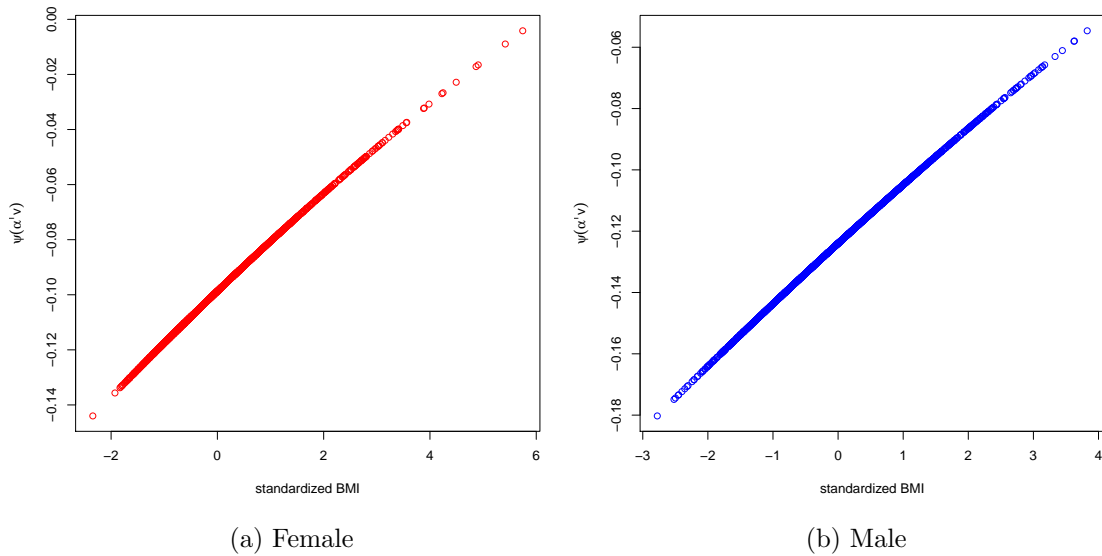 0.00
−0.02
−0.04
−0.06
−0.08
−0.10
−0.12
−0.14
ψ(α'v)
−2 0 2 4 6
standardized BMI
(a) Female
−0.06
−0.08
−0.10
−0.12
−0.14
−0.16
−0.18
ψ(α'v)
−3 −2 −1 0 1 2 3 4
standardized BMI
(b) Male